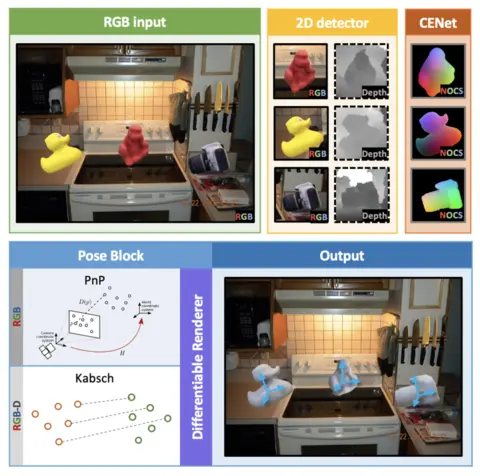 RGB input
2D detector
CENet
RGB
RGB
Depth
NOCS
RGB
Depth
NOCS
RGB
Depth
NOCS
Pose Block
Output
RGB
PnP
RGB-D
Kabsch
Differentiable Renderer